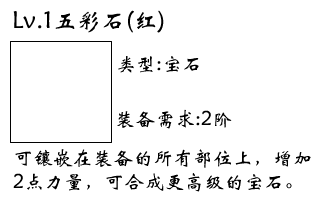 Lv.1五彩石(红)
类型:宝石
装备需求:2阶
可镶嵌在装备的所有部位上，增加
2点力量，可合成更高级的宝石。